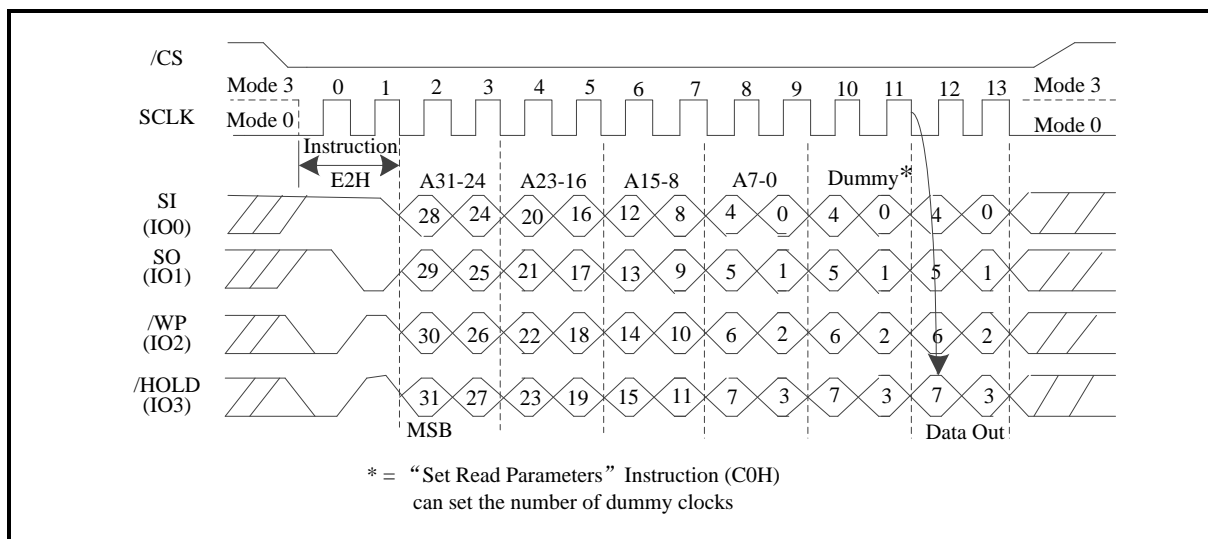 /CS
Mode 3 0 1 2 3 4 5 6 7 8 9 10 11 12 13 Mode 3
SCLK Mode 0 Mode 0
Instruction
E2H A31-24 A23-16 A15-8 A7-0 Dummy*
SI
(IO0) 28 24 20 16 12 8 4 0 4 0 4 0
SO
(IO1) 29 25 21 17 13 9 5 1 5 1 5 1
/WP
(IO2) 30 26 22 18 14 10 6 2 6 2 6 2
/HOLD
(IO3) 31 27 23 19 15 11 7 3 7 3 7 3
MSB Data Out
* = “Set Read Parameters” Instruction (C0H)
can set the number of dummy clocks